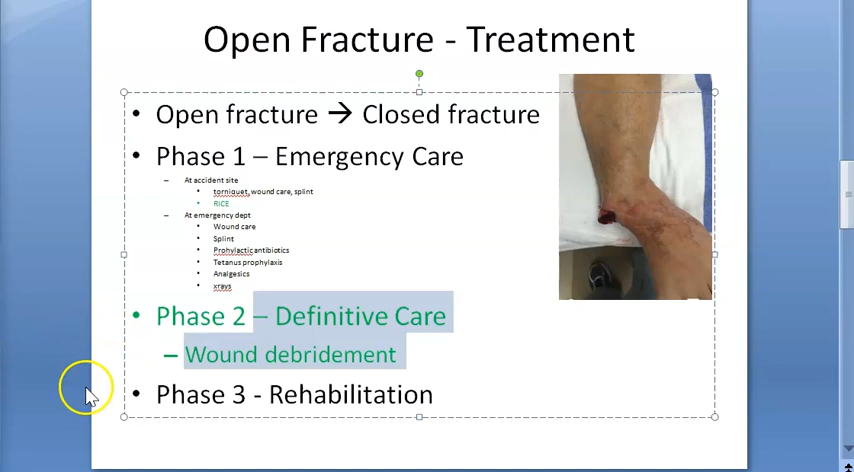 Open Fracture - Treatment
• Open fracture → Closed fracture
• Phase 1 – Emergency Care
– At accident site
• torniquet, wound care, splint
• RICE
– At emergency dept
• Wound care
• Splint
• Prohylactic antibiotics
• Tetanus prophylaxis
• Analgesics
• xrays
• Phase 2 – Definitive Care
– Wound debridement
• Phase 3 - Rehabilitation